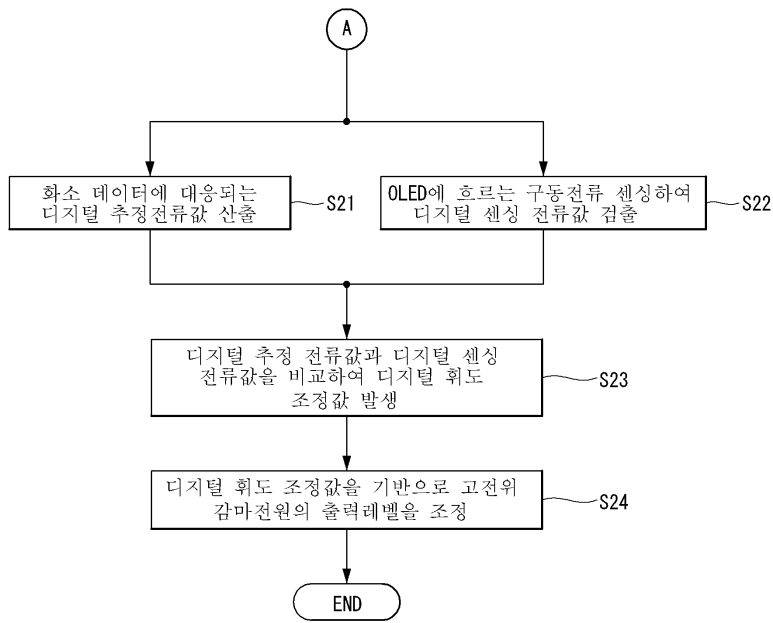 A
화소 데이터에 대응되는
디지털 추정전류값 산출
S21
OLED에 흐르는 구동전류 센싱하여
디지털 센싱 전류값 검출
S22
디지털 추정 전류값과 디지털 센싱
전류값을 비교하여 디지털 휘도
조정값 발생
S23
디지털 휘도 조정값을 기반으로 고전위
감마전원의 출력레벨을 조정
S24
END